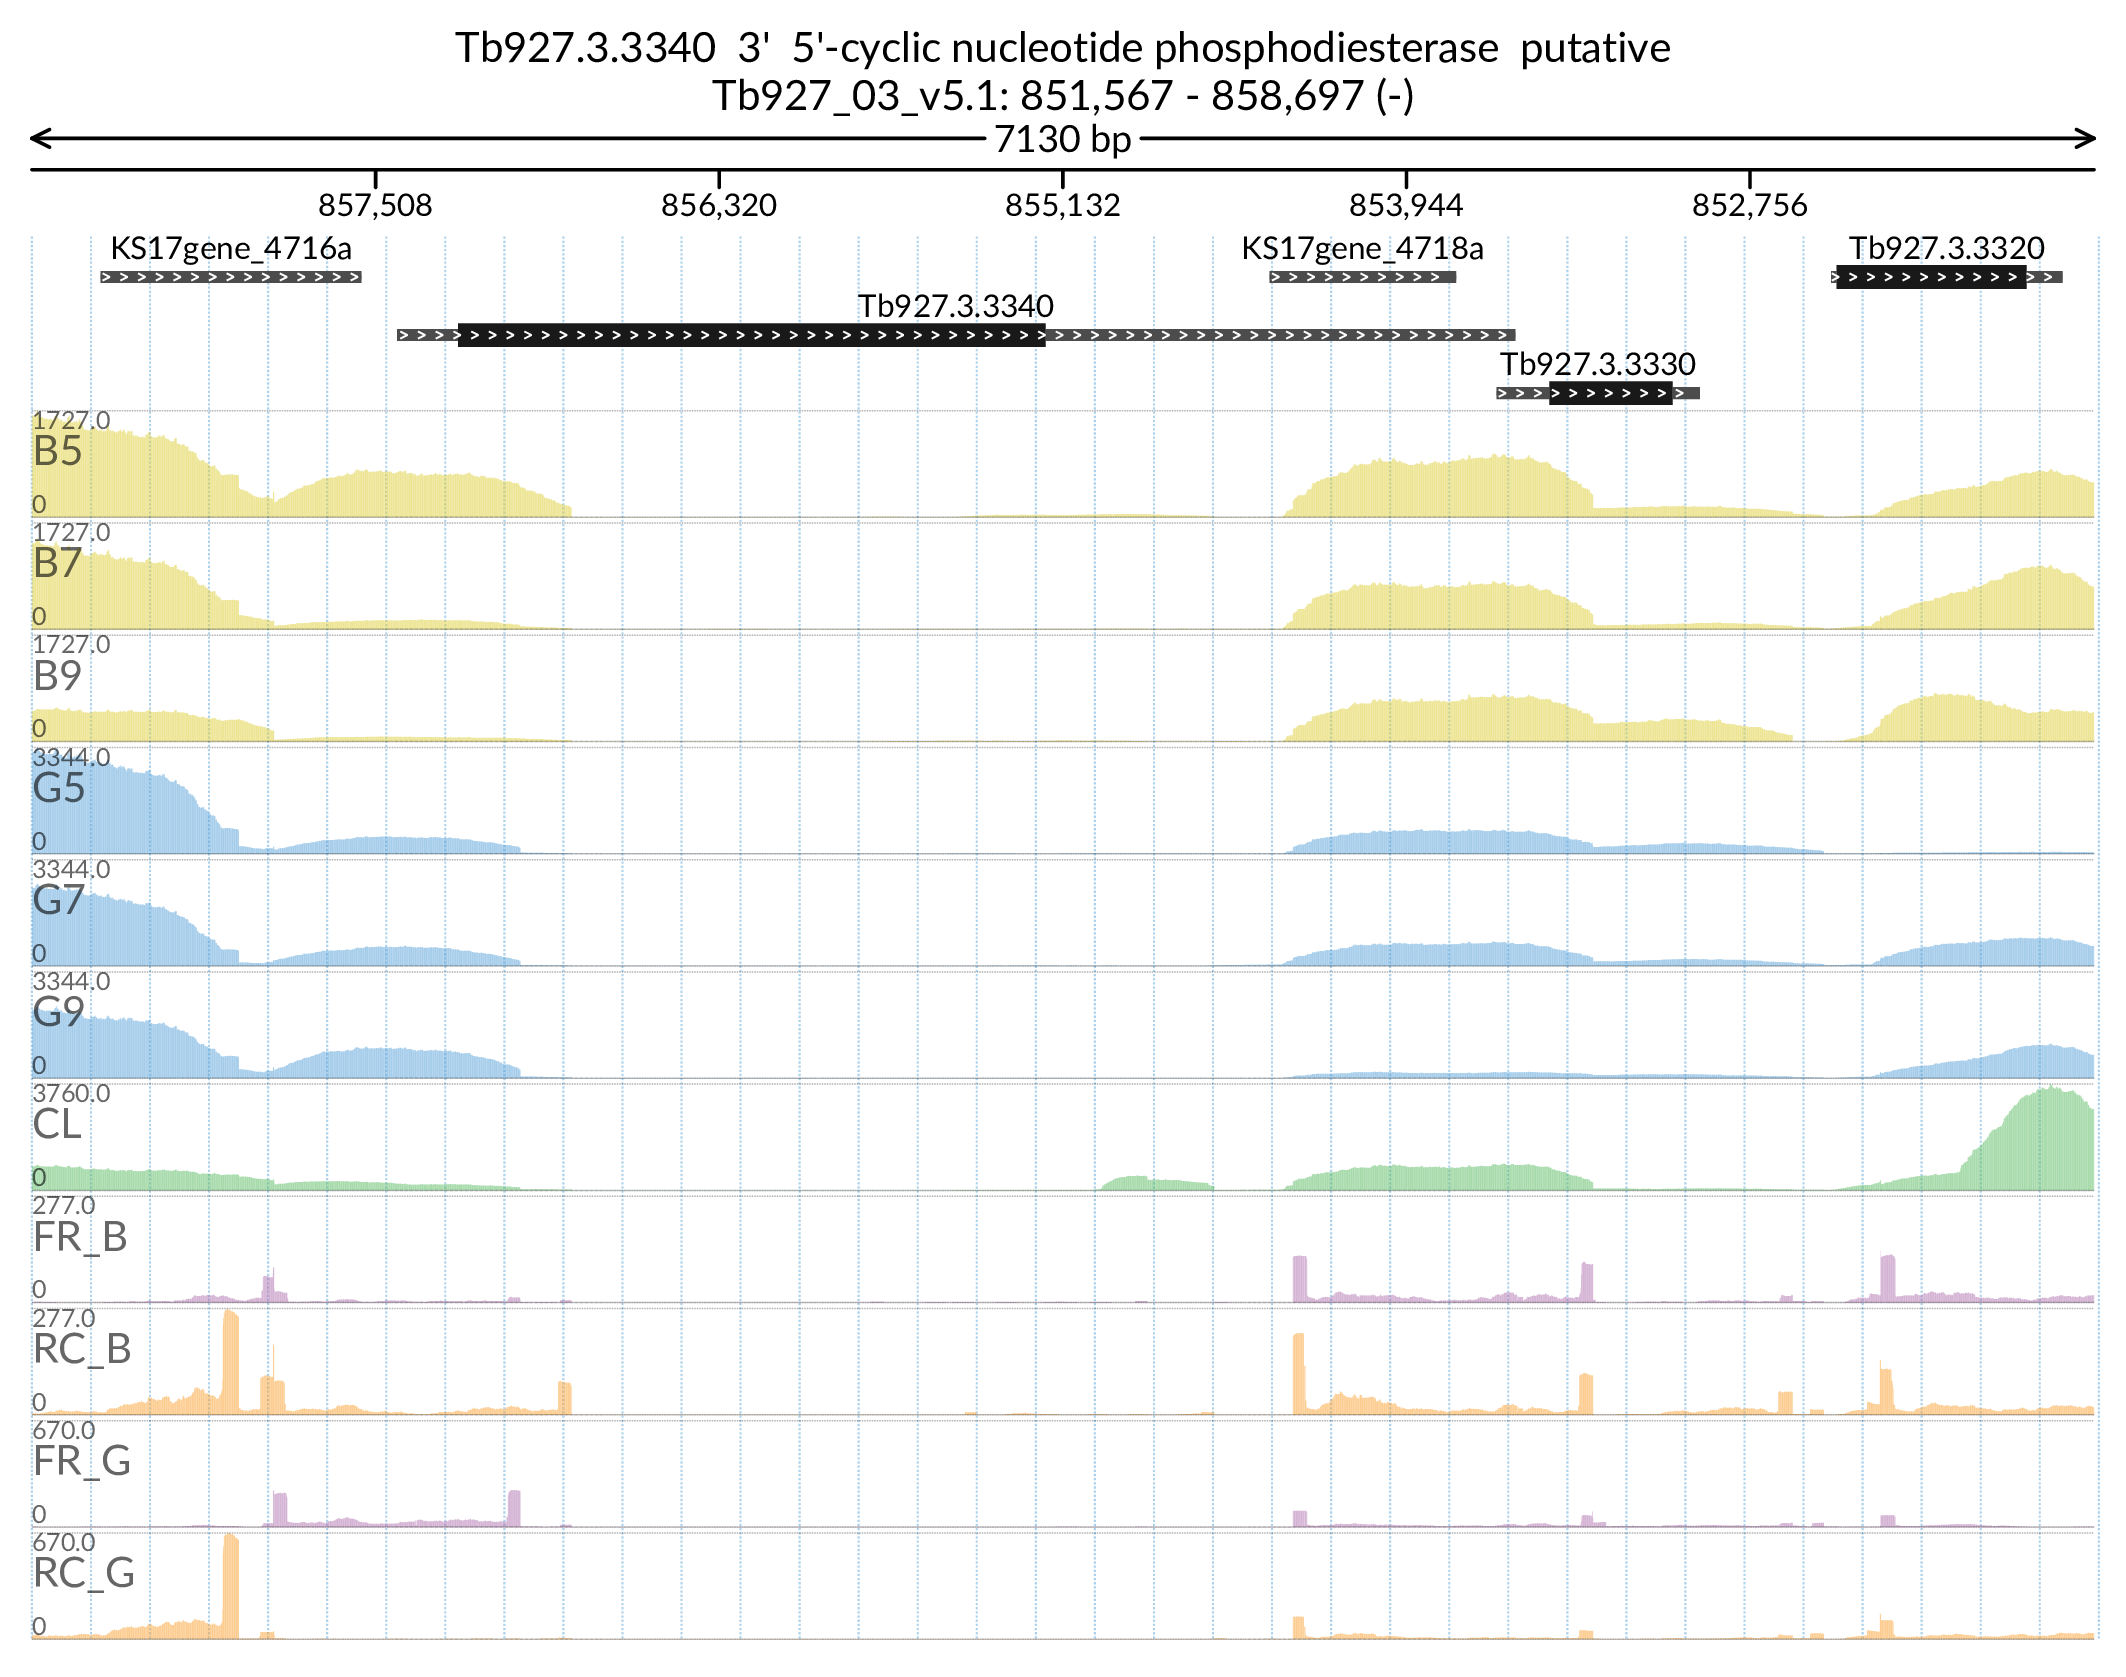 Tb927.3.3340  3'  5'-cyclic nucleotide phosphodiesterase  putative
Tb927_03_v5.1: 851,567 - 858,697 (-)
7130 bp
857,508 856,320 855,132 853,944 852,756
KS17gene_4716a KS17gene_4718a Tb927.3.3320
Tb927.3.3340
Tb927.3.3330
1727.0
B5
0
1727.0
B7
0
1727.0
B9
0
3344.0
G5
0
3344.0
G7
0
3344.0
G9
0
3760.0
CL
0
277.0
FR_B
0
277.0
RC_B
0
670.0
FR_G
0
670.0
RC_G
0